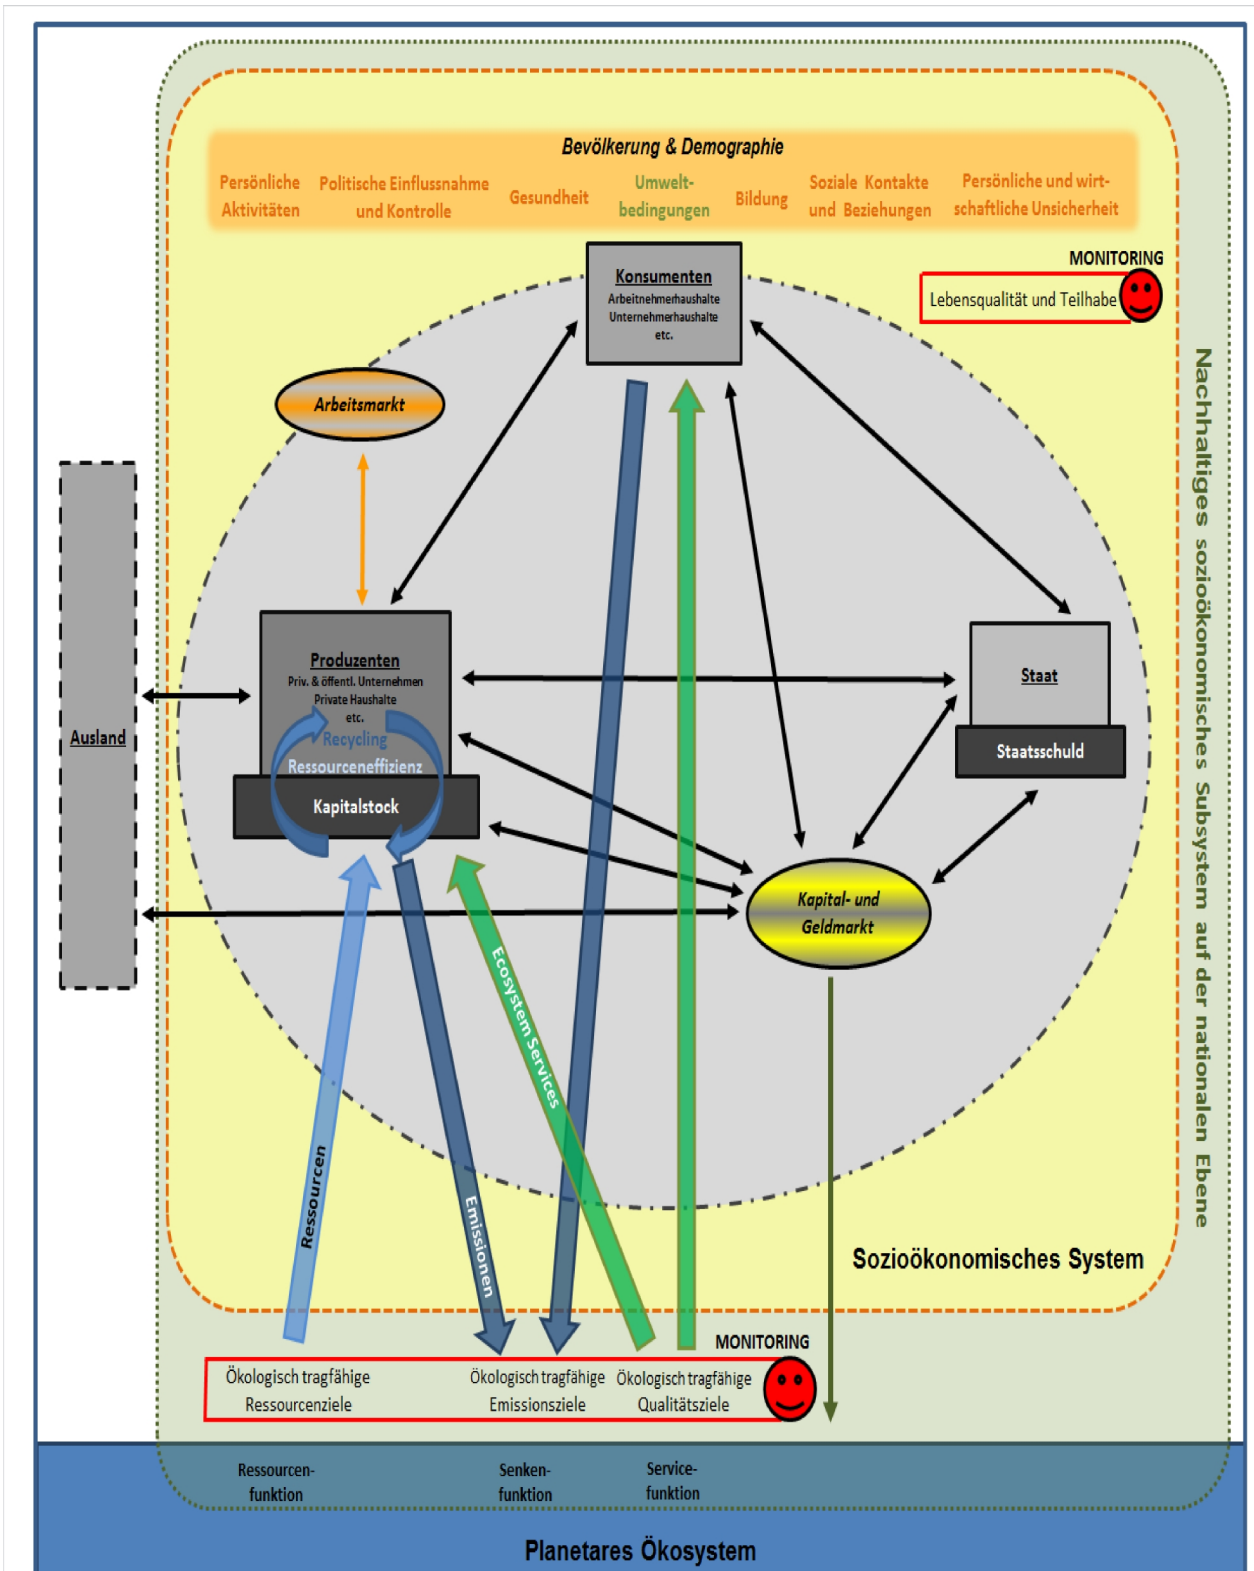 Bevölkerung & Demographie
Persönliche
Aktivitäten
Politische Einflussnahme
und Kontrolle
Gesundheit
Umwelt-
bedingungen
Bildung
Soziale Kontakte
und Beziehungen
Persönliche und wirt-
schaftliche Unsicherheit
MONITORING
Lebensqualität und Teilhabe
Konsumenten
Arbeitnehmerhaushalte
Unternehmerhaushalte
etc.
Arbeitsmarkt
Nachhaltiges sozioökonomisches Subsystem auf der nationalen Ebene
Produzenten
Priv. & öffentl. Unternehmen
Private Haushalte
etc.
Recycling
Ressourceneffizienz
Kapitalstock
Staat
Staatsschuld
Ausland
Kapital- und
Geldmarkt
Ecosystem Services
Ressourcen
Emissionen
Sozioökonomisches System
MONITORING
Ökologisch tragfähige
Ressourcenziele
Ökologisch tragfähige
Emissionsziele
Ökologisch tragfähige
Qualitätsziele
Ressourcen-
funktion
Senken-
funktion
Service-
funktion
Planetares Ökosystem